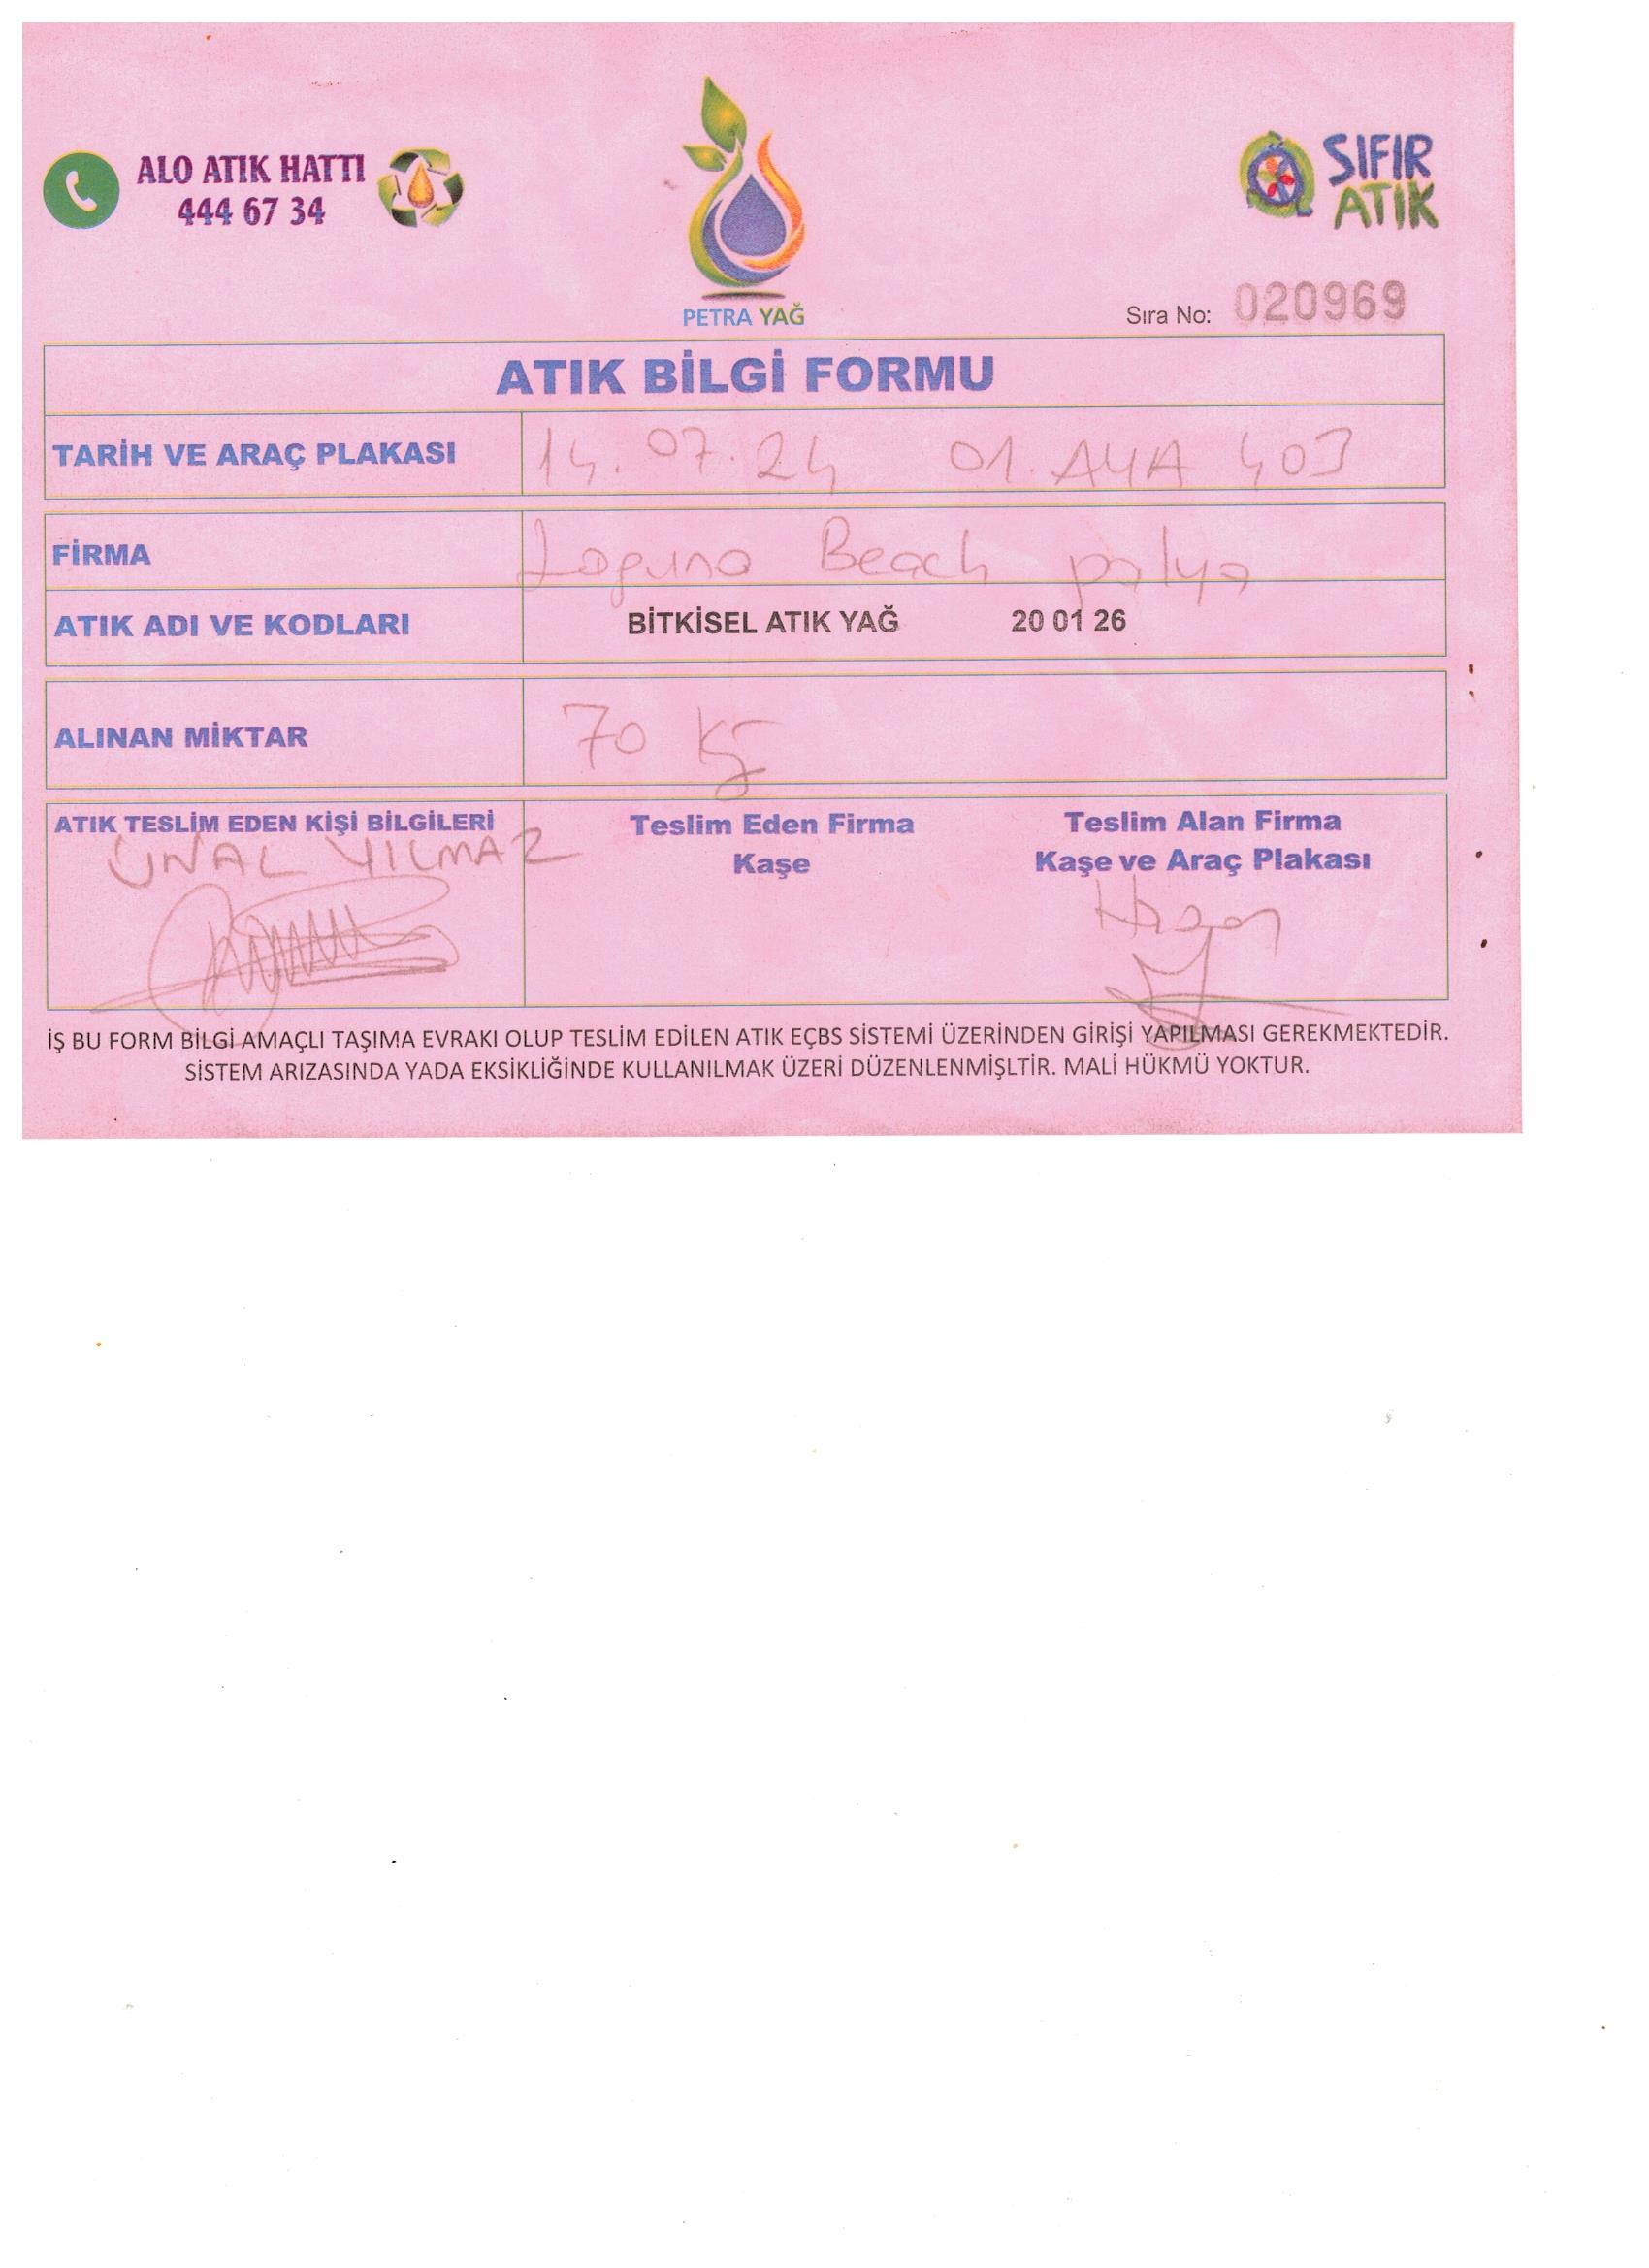 ALO ATIK HATTI
444 67 34
PETRA YAĞ
SIFIR
ATIK
Sıra No: 020969
ATIK BİLGİ FORMU
TARİH VE ARAÇ PLAKASI 14.07.24 01.AYA 403
FİRMA Laguna Beach palya
ATIK ADI VE KODLARI BİTKİSEL ATIK YAĞ 20 01 26
ALINAN MİKTAR 70 Kg
ATIK TESLİM EDEN KİŞİ BİLGİLERİ
ÜNAL YILMAZ
Teslim Eden Firma
Kaşe
Teslim Alan Firma
Kaşe ve Araç Plakası
Hasan
İŞ BU FORM BİLGİ AMAÇLI TAŞIMA EVRAKI OLUP TESLİM EDİLEN ATIK EÇBS SİSTEMİ ÜZERİNDEN GİRİŞİ YAPILMASI GEREKMEKTEDİR.
SİSTEM ARIZASINDA YADA EKSİKLİĞİNDE KULLANILMAK ÜZERİ DÜZENLENMİŞLTİR. MALİ HÜKMÜ YOKTUR.